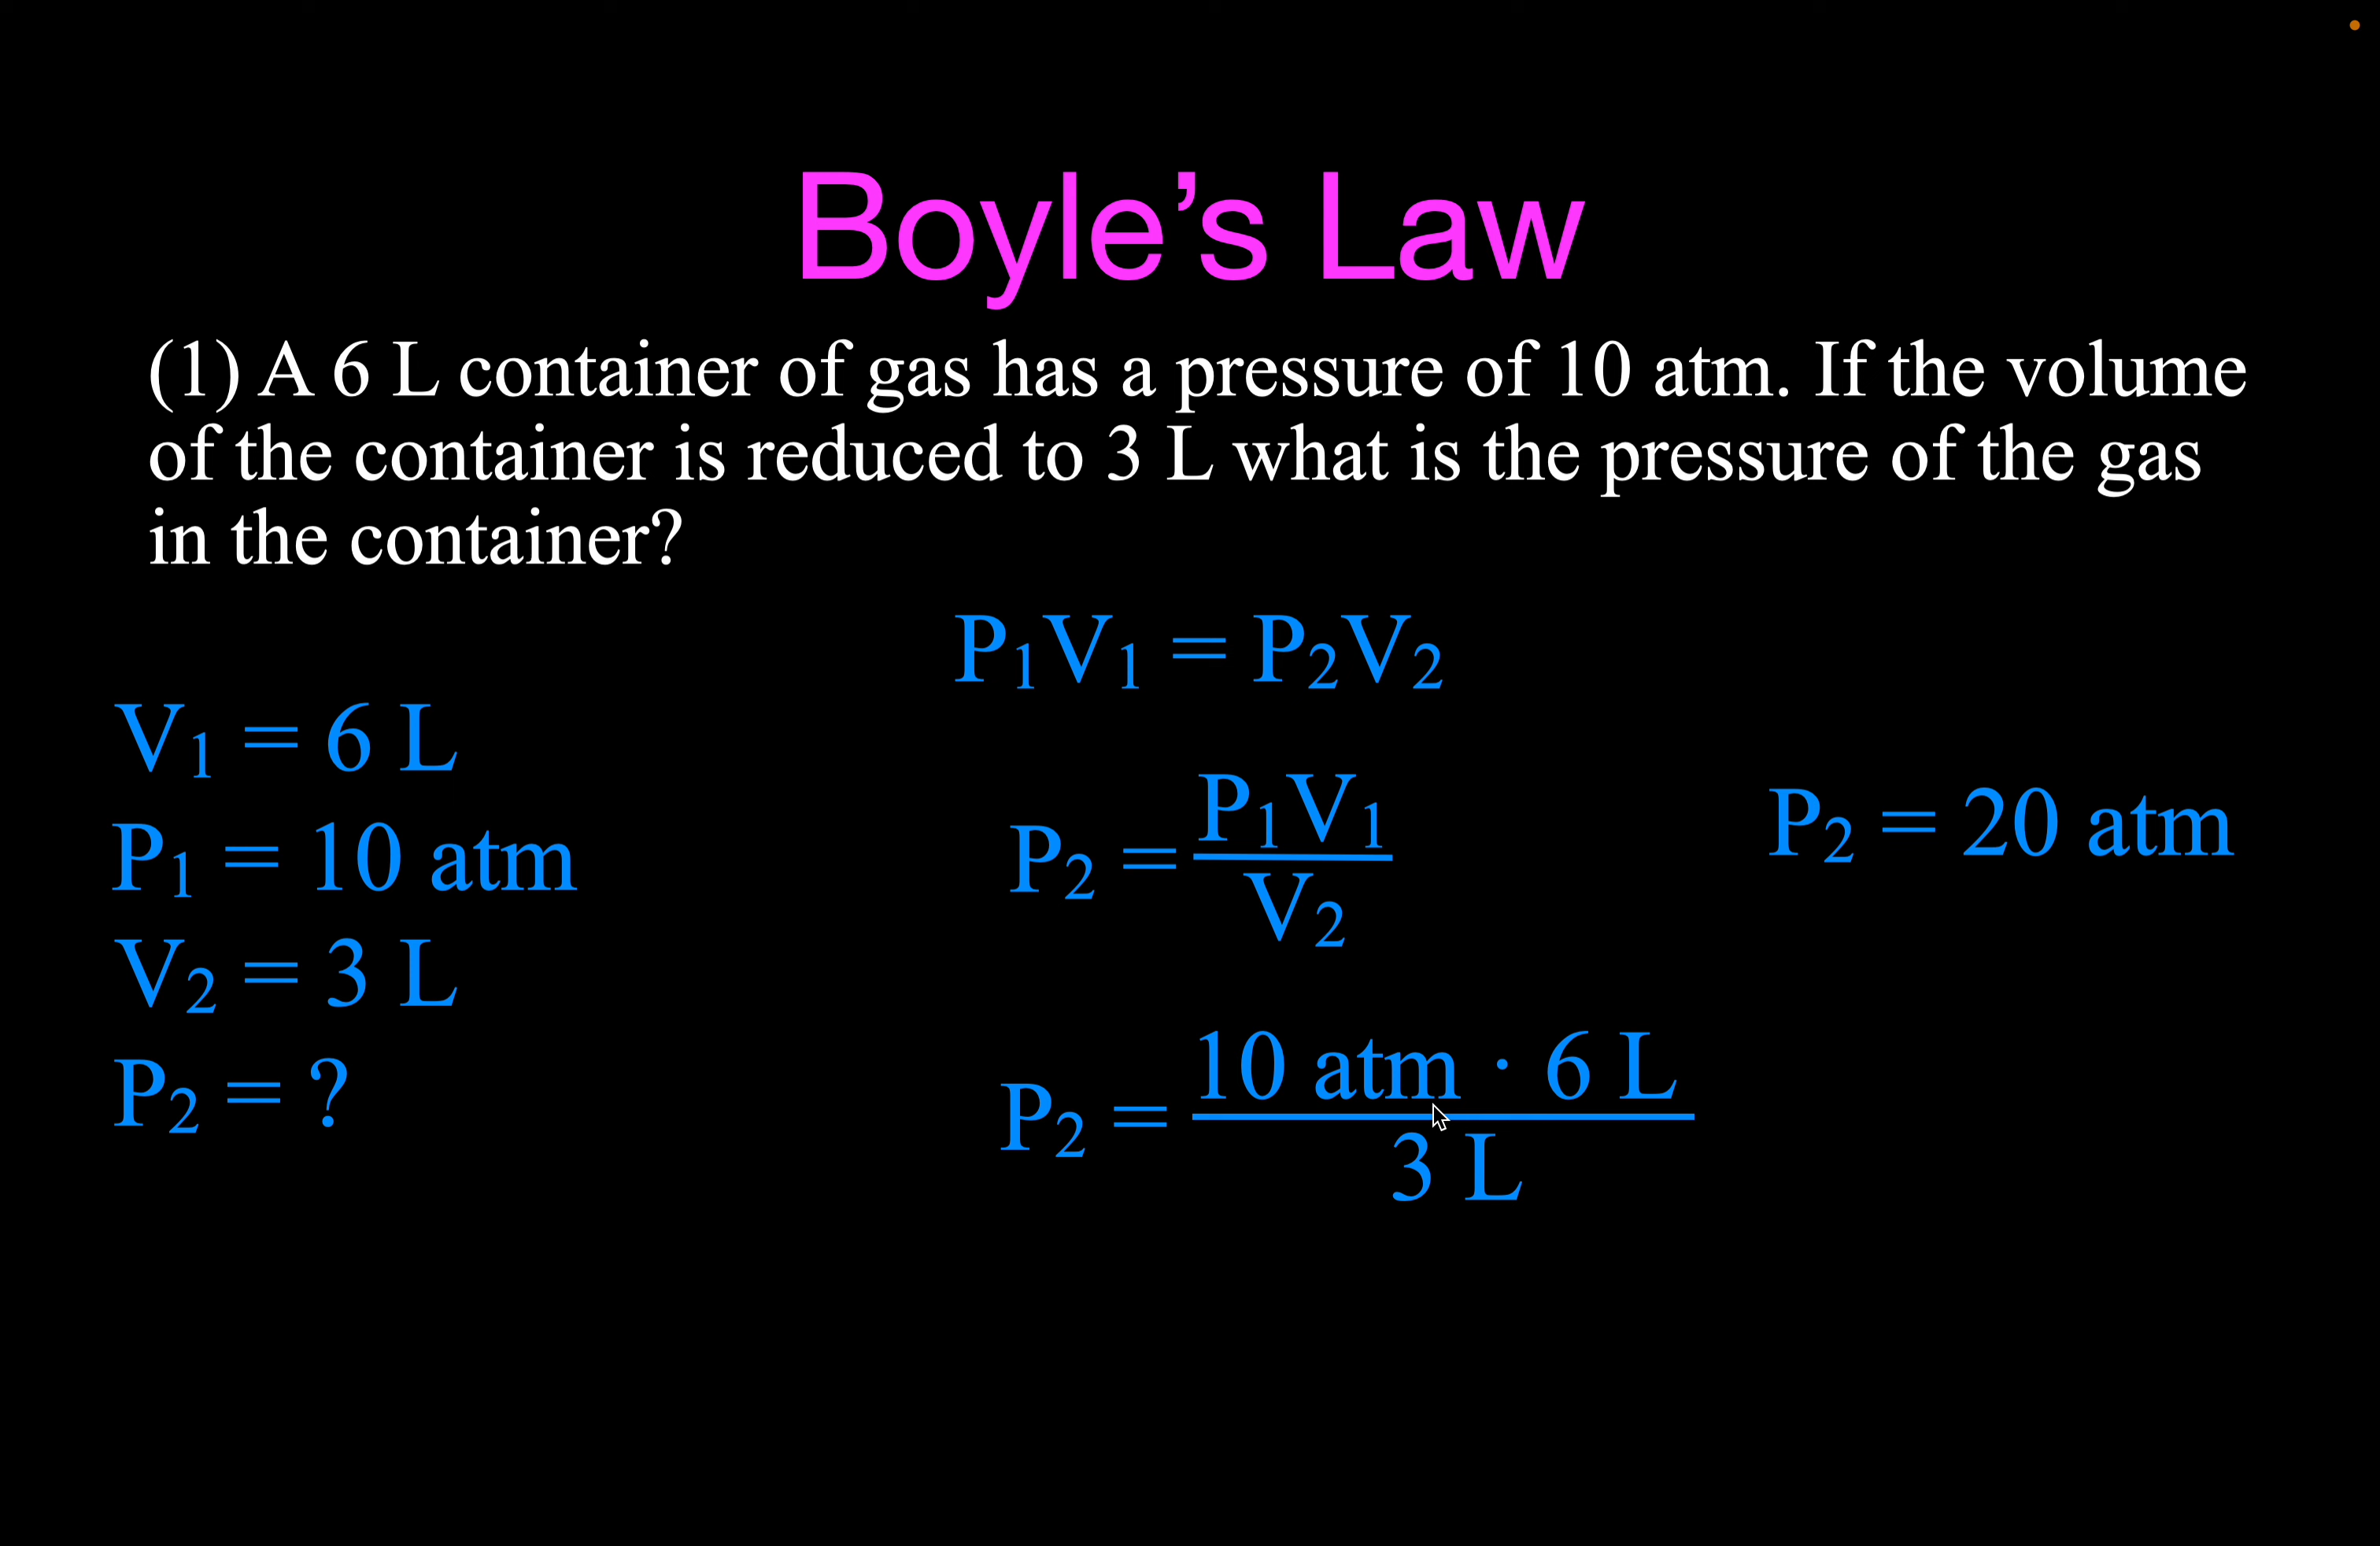 Boyle’s Law
(1) A 6 L container of gas has a pressure of 10 atm. If the volume
of the container is reduced to 3 L what is the pressure of the gas
in the container?
P₁V₁ = P₂V₂
V₁ = 6 L
P₁ = 10 atm
V₂ = 3 L
P₂ = ?
P₂ = P₁V₁
V₂
P₂ = 10 atm · 6 L
3 L
P₂ = 20 atm